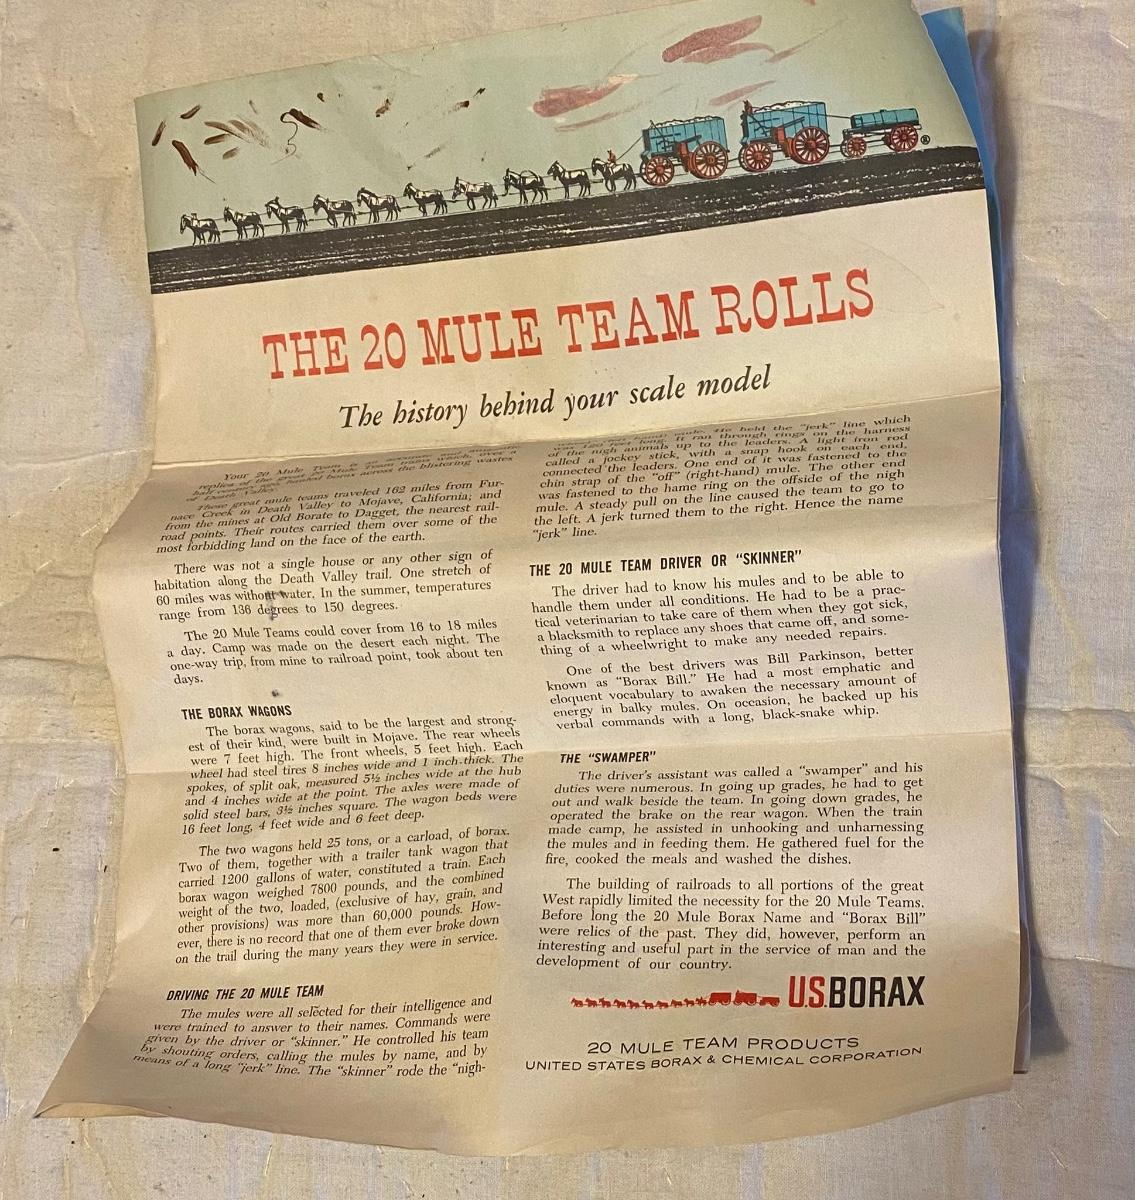 ®
THE 20 MULE TEAM ROLLS
The history behind your scale model
Your 20 Mule Team is accurate and
replica of the great Mule Team trains which, over a
half century ago, hauled borax across the blistering wastes
of Death Valley.
These great mule teams traveled 162 miles from Fur-
nace Creek in Death Valley to Mojave, California; and
from the mines at Old Borate to Dagget, the nearest rail-
road points. Their routes carried them over some of the
most forbidding land on the face of the earth.
There was not a single house or any other sign of
habitation along the Death Valley trail. One stretch of
60 miles was without water. In the summer, temperatures
range from 136 degrees to 150 degrees.
The 20 Mule Teams could cover from 16 to 18 miles
a day. Camp was made on the desert each night. The
one-way trip, from mine to railroad point, took about ten
days.
THE BORAX WAGONS
The borax wagons, said to be the largest and strong-
est of their kind, were built in Mojave. The rear wheels
were 7 feet high. The front wheels, 5 feet high. Each
wheel had steel tires 8 inches wide and 1 inch thick. The
spokes, of split oak, measured 5½ inches wide at the hub
and 4 inches wide at the point. The axles were made of
solid steel bars, 3½ inches square. The wagon beds were
16 feet long, 4 feet wide and 6 feet deep.
The two wagons held 25 tons, or a carload, of borax.
Two of them, together with a trailer tank wagon that
carried 1200 gallons of water, constituted a train. Each
borax wagon weighed 7800 pounds, and the combined
weight of the two, loaded, (exclusive of hay, grain, and
other provisions) was more than 60,000 pounds. How-
ever, there is no record that one of them ever broke down
on the trail during the many years they were in service.
DRIVING THE 20 MULE TEAM
The mules were all selected for their intelligence and
were trained to answer to their names. Commands were
given by the driver or "skinner." He controlled his team
by shouting orders, calling the mules by name, and by
means of a long "jerk" line. The "skinner" rode the "nigh-
mule. He held the "jerk" line which
was 120 feet long. It ran through rings on the harness
of the nigh animals up to the leaders. A light iron rod
called a jockey stick, with a snap hook on each end,
connected the leaders. One end of it was fastened to the
chin strap of the "off" (right-hand) mule. The other end
was fastened to the hame ring on the offside of the nigh
mule. A steady pull on the line caused the team to go to
the left. A jerk turned them to the right. Hence the name
"jerk" line.
THE 20 MULE TEAM DRIVER OR "SKINNER"
The driver had to know his mules and to be able to
handle them under all conditions. He had to be a prac-
tical veterinarian to take care of them when they got sick,
a blacksmith to replace any shoes that came off, and some-
thing of a wheelwright to make any needed repairs.
One of the best drivers was Bill Parkinson, better
known as "Borax Bill." He had a most emphatic and
eloquent vocabulary to awaken the necessary amount of
energy in balky mules. On occasion, he backed up his
verbal commands with a long, black-snake whip.
THE "SWAMPER"
The driver's assistant was called a "swamper" and his
duties were numerous. In going up grades, he had to get
out and walk beside the team. In going down grades, he
operated the brake on the rear wagon. When the train
made camp, he assisted in unhooking and unharnessing
the mules and in feeding them. He gathered fuel for the
fire, cooked the meals and washed the dishes.
The building of railroads to all portions of the great
West rapidly limited the necessity for the 20 Mule Teams.
Before long the 20 Mule Borax Name and "Borax Bill"
were relics of the past. They did, however, perform an
interesting and useful part in the service of man and the
development of our country.
U.S. BORAX
20 MULE TEAM PRODUCTS
UNITED STATES BORAX & CHEMICAL CORPORATION